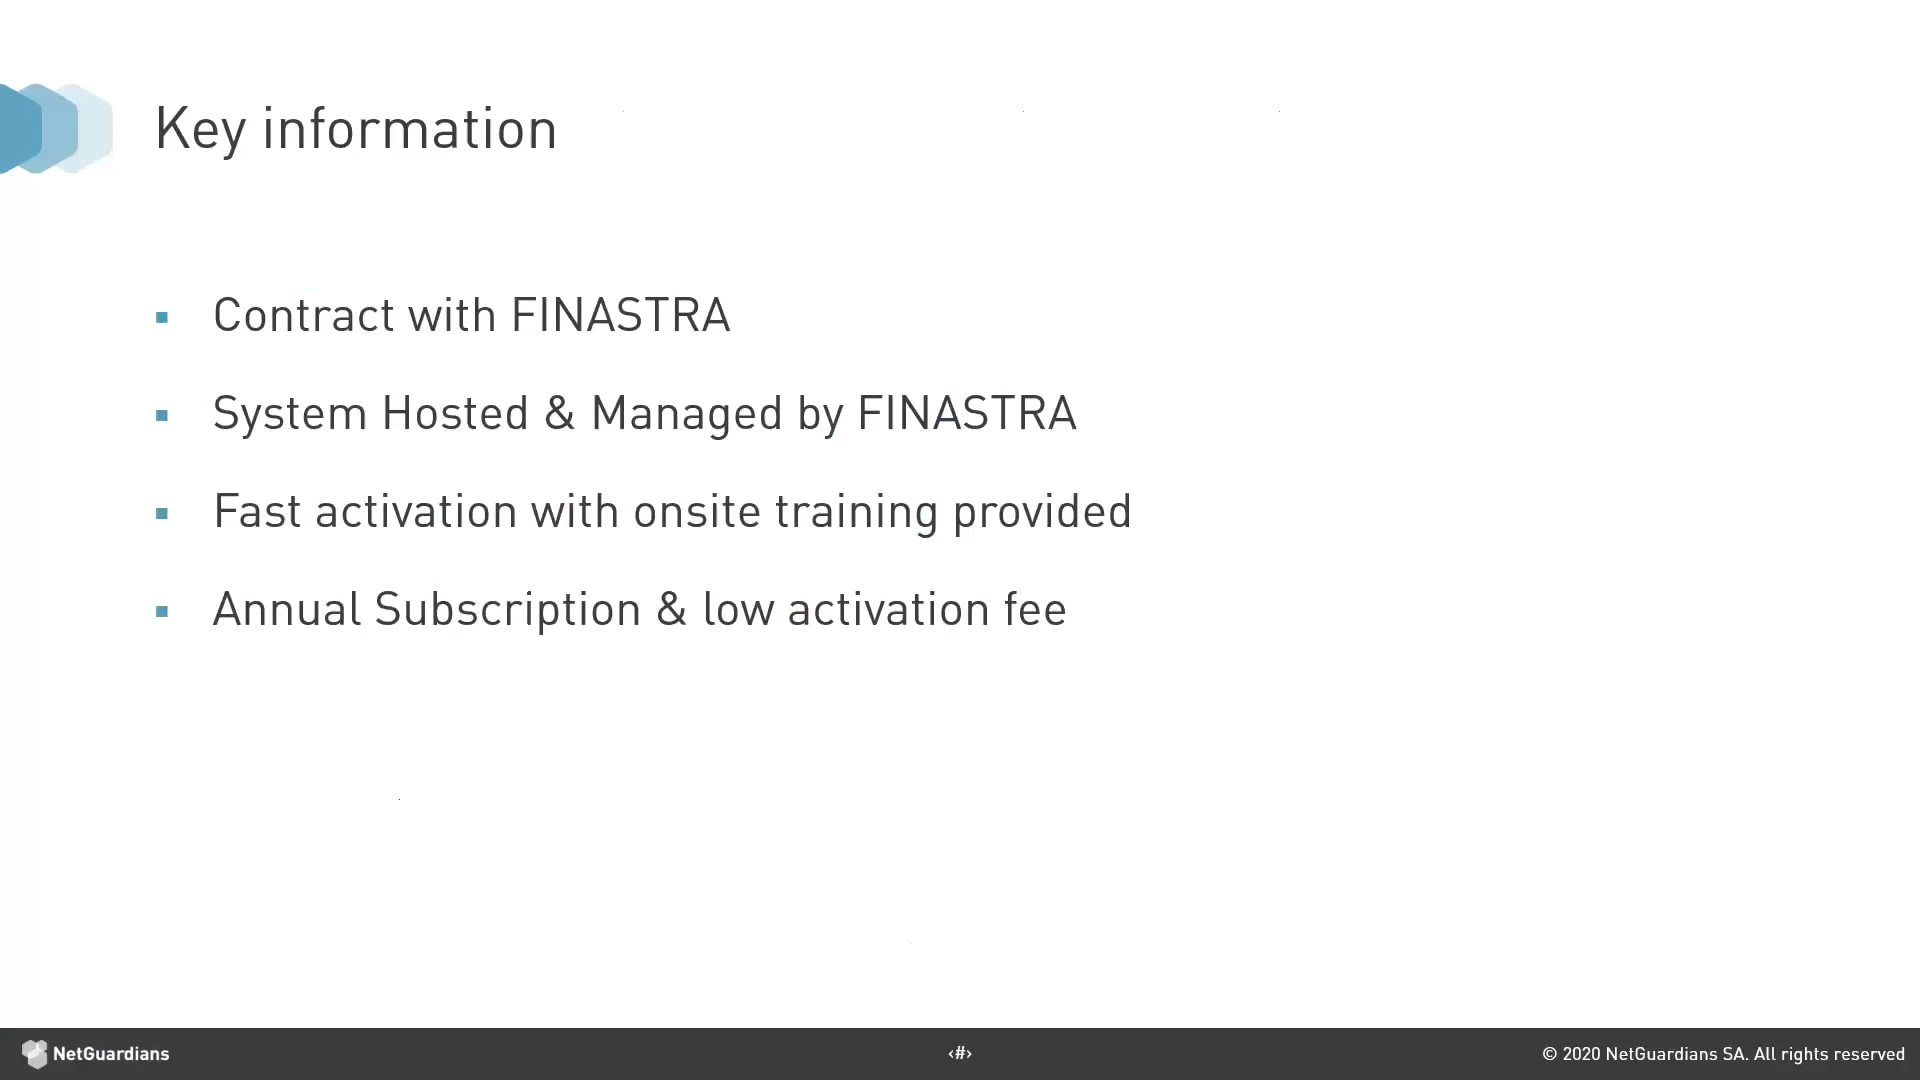 Key information
▪ Contract with FINASTRA
▪ System Hosted & Managed by FINASTRA
▪ Fast activation with onsite training provided
▪ Annual Subscription & low activation fee
NetGuardians
‹#›
© 2020 NetGuardians SA. All rights reserved